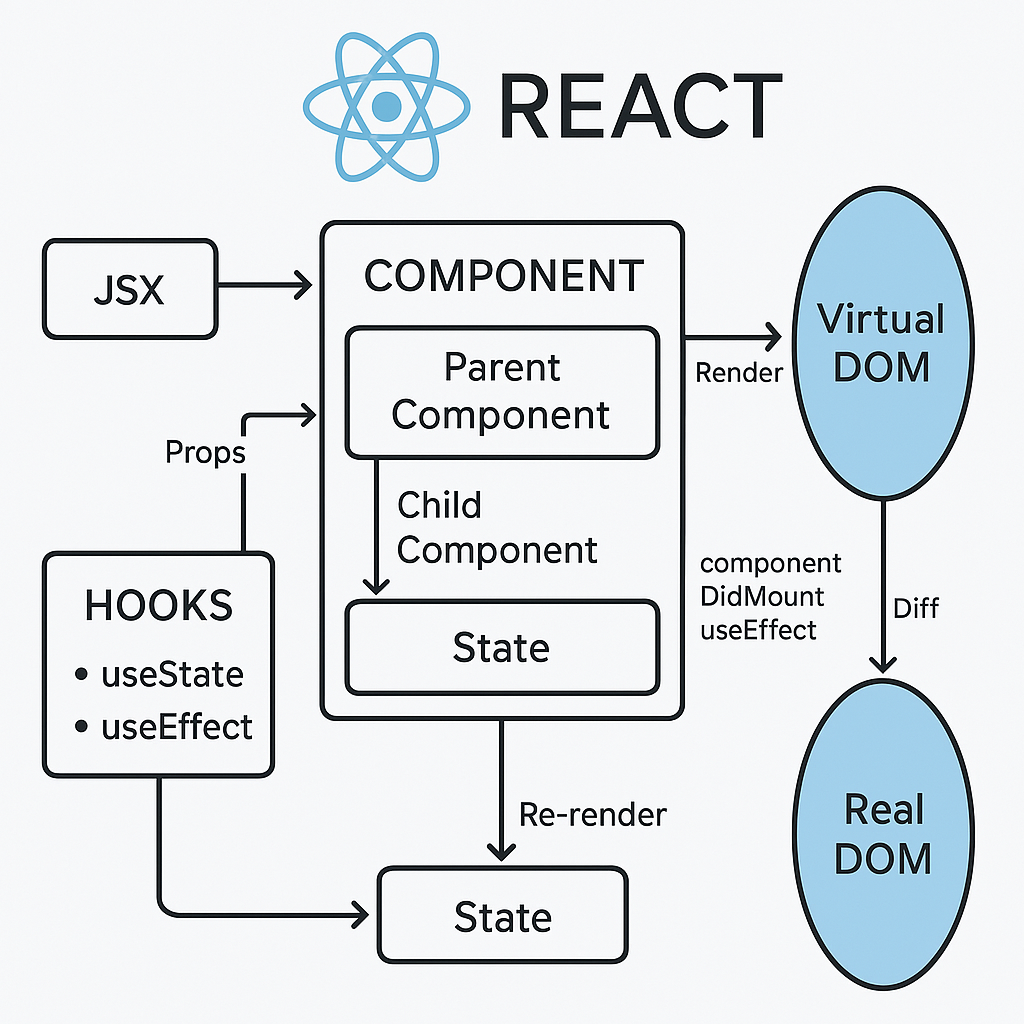 REACT
JSX
COMPONENT
Parent
Component
Render
Virtual
DOM
Props
Child
Component
State
component
DidMount
useEffect
Diff
HOOKS
• useState
• useEffect
Re-render
State
Real
DOM